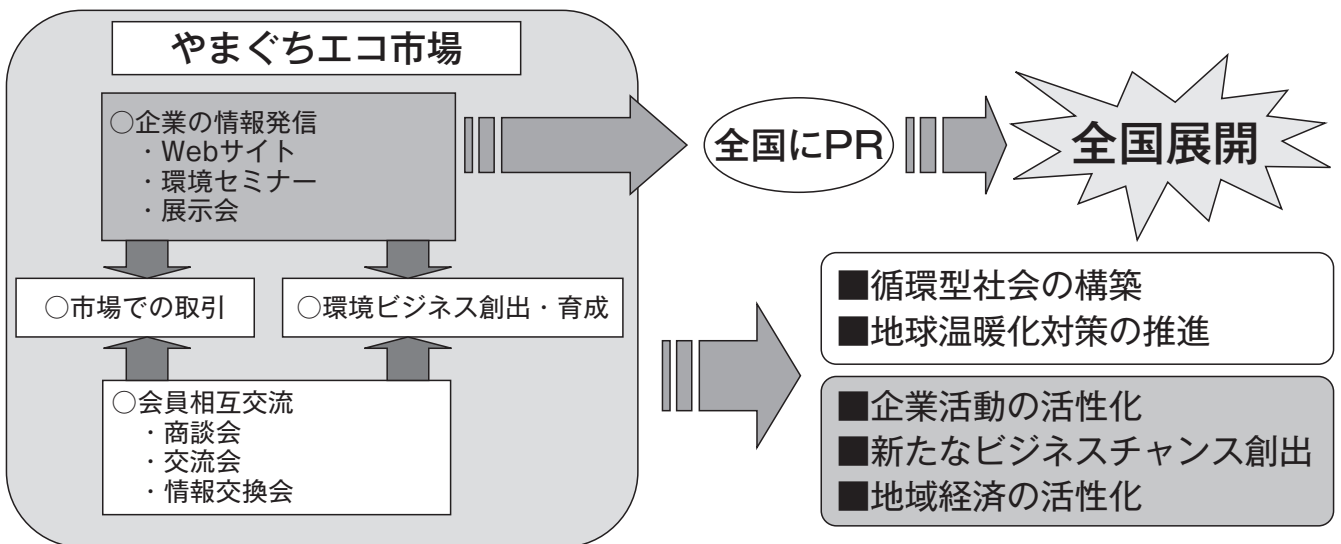 やまぐちエコ市場
○企業の情報発信
・Webサイト
・環境セミナー
・展示会
全国にPR
全国展開
○市場での取引
○環境ビジネス創出・育成
○会員相互交流
・商談会
・交流会
・情報交換会
■循環型社会の構築
■地球温暖化対策の推進
■企業活動の活性化
■新たなビジネスチャンス創出
■地域経済の活性化